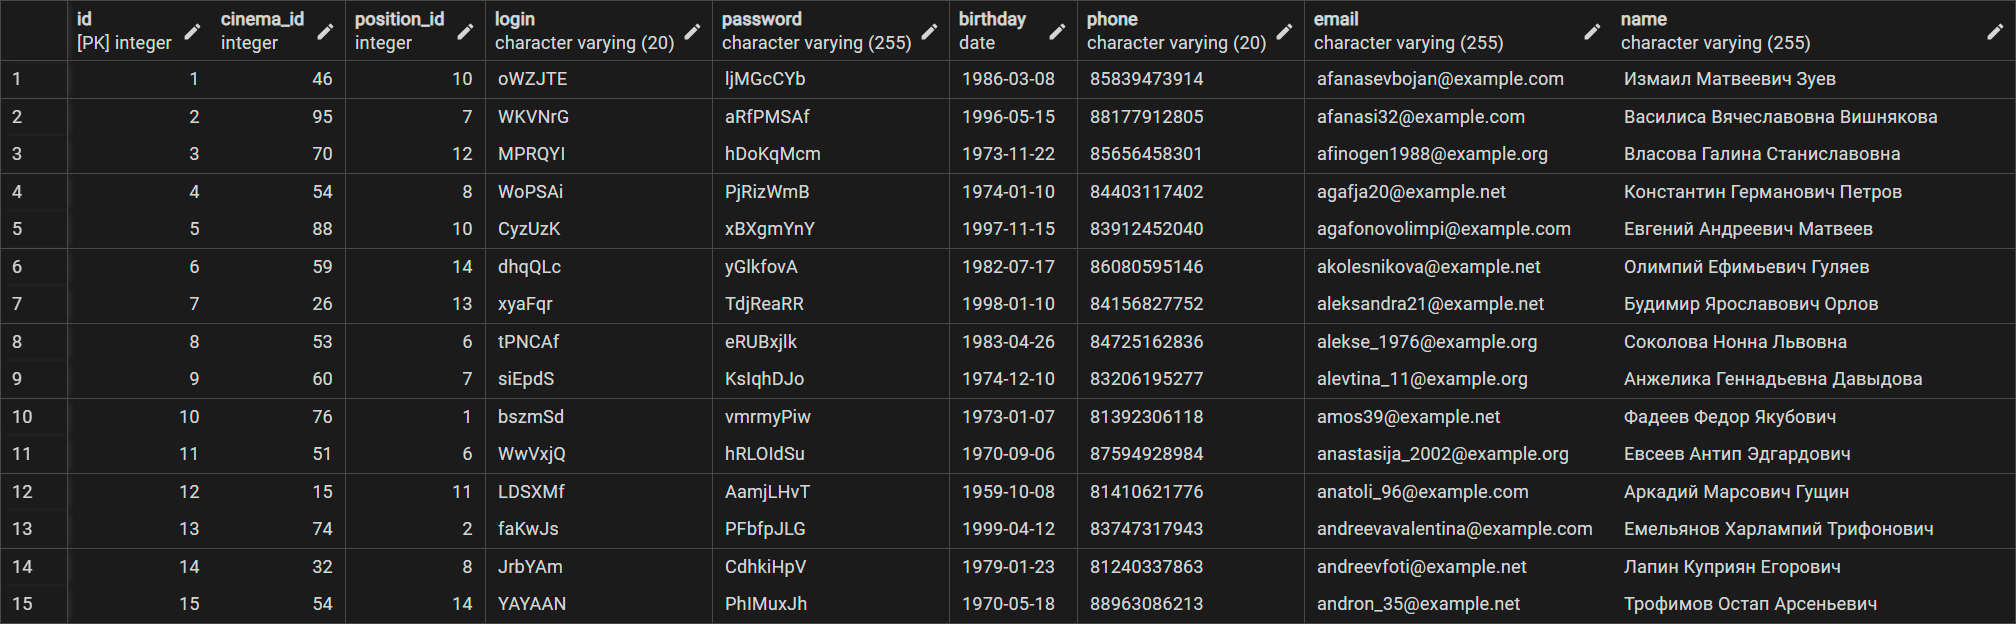 id cinema_id position_id login password birthday phone email name
[PK] integer integer integer character varying (20) character varying (255) date character varying (20) character varying (255) character varying (255)
1 1 46 10 oWZJTE ljMGcCYb 1986-03-08 85839473914 afanasevbojan@example.com Измаил Матвеевич Зуев
2 2 95 7 WKVNrG aRfPMSAf 1996-05-15 88177912805 afanasi32@example.com Василиса Вячеславовна Вишнякова
3 3 70 12 MPRQYI hDoKqMcm 1973-11-22 85656458301 afinogen1988@example.org Власова Галина Станиславовна
4 4 54 8 WoPSAi PjRizWmB 1974-01-10 84403117402 agafja20@example.net Константин Германович Петров
5 5 88 10 CyzUzK xBXgmYnY 1997-11-15 83912452040 agafonovolimpi@example.com Евгений Андреевич Матвеев
6 6 59 14 dhqQLc yGlkfovA 1982-07-17 86080595146 akolesnikova@example.net Олимпий Ефимьевич Гуляев
7 7 26 13 xyaFqr TdjReaRR 1998-01-10 84156827752 aleksandra21@example.net Будимир Ярославович Орлов
8 8 53 6 tPNCAf eRUBxjlk 1983-04-26 84725162836 alekse_1976@example.org Соколова Нонна Львовна
9 9 60 7 siEpdS KsIqhDJo 1974-12-10 83206195277 alevtina_11@example.org Анжелика Геннадьевна Давыдова
10 10 76 1 bszmSd vmrmyPiw 1973-01-07 81392306118 amos39@example.net Фадеев Федор Якубович
11 11 51 6 WwVxjQ hRLOIdSu 1970-09-06 87594928984 anastasija_2002@example.org Евсеев Антип Эдгардович
12 12 15 11 LDSXMf AamjLHvT 1959-10-08 81410621776 anatoli_96@example.com Аркадий Марсович Гущин
13 13 74 2 faKwJs PFbfpJLG 1999-04-12 83747317943 andreevavalentina@example.com Емельянов Харлампий Трифонович
14 14 32 8 JrbYAm CdhkiHpV 1979-01-23 81240337863 andreevfoti@example.net Лапин Куприян Егорович
15 15 54 14 YAYAAN PhIMuxJh 1970-05-18 88963086213 andron_35@example.net Трофимов Остап Арсеньевич